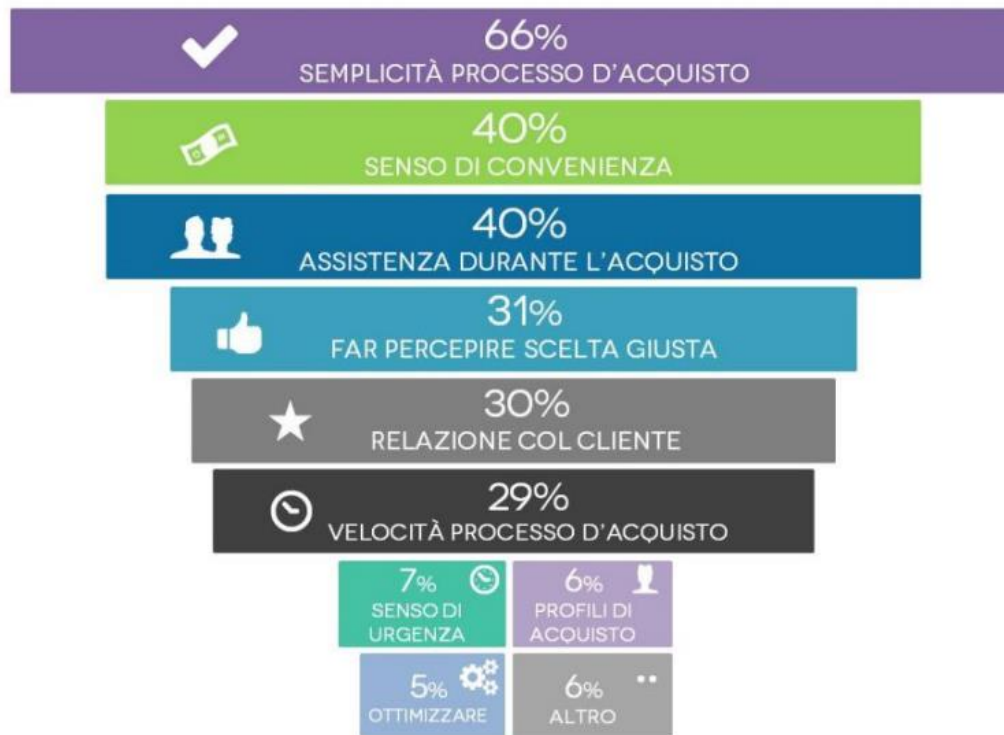 66%
SEMPLICITÀ PROCESSO D'ACQUISTO
40%
SENSO DI CONVENIENZA
40%
ASSISTENZA DURANTE L'ACQUISTO
31%
FAR PERCEPIRE SCELTA GIUSTA
30%
RELAZIONE COL CLIENTE
29%
VELOCITÀ PROCESSO D'ACQUISTO
7%
SENSO DI
URGENZA
6%
PROFILI DI
ACQUISTO
5%
OTTIMIZZARE
6%
ALTRO